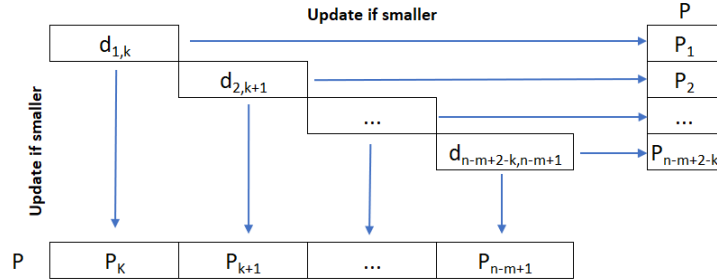 Update if smaller
P
d1,k
P1
d2,k+1
P2
...
...
dn-m+2-k,n-m+1
Pn-m+2-k
Update if smaller
P
PK
Pk+1
...
Pn-m+1